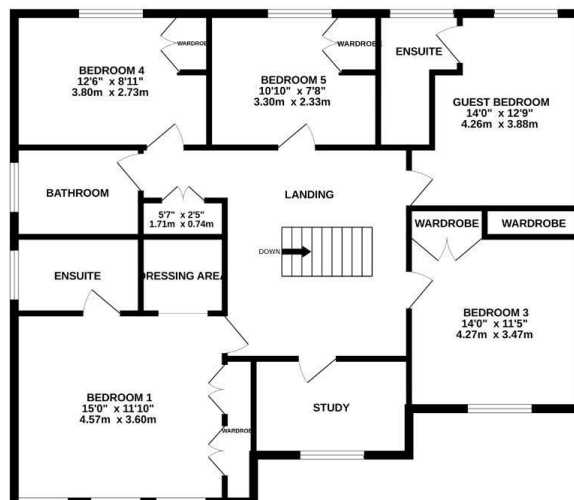 WARDROBE
WARDROBE
ENSUITE
BEDROOM 4
12'6" x 8'11"
3.80m x 2.73m
BEDROOM 5
10'10" x 7'8"
3.30m x 2.33m
GUEST BEDROOM
14'0" x 12'9"
4.26m x 3.88m
BATHROOM
LANDING
5'7" x 2'5"
1.71m x 0.74m
WARDROBE
WARDROBE
DOWN
ENSUITE
DRESSING AREA
BEDROOM 3
14'0" x 11'5"
4.27m x 3.47m
BEDROOM 1
15'0" x 11'10"
4.57m x 3.60m
STUDY
WARDROBE